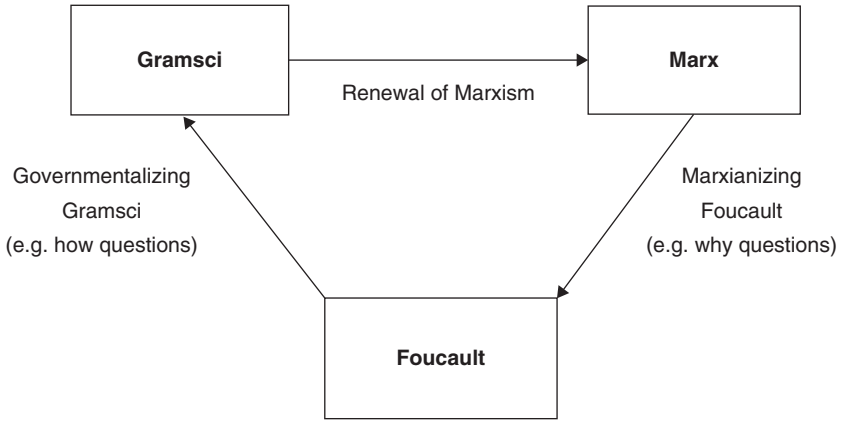 Gramsci
Marx
Renewal of Marxism
Governmentalizing
Gramsci
(e.g. how questions)
Marxianizing
Foucault
(e.g. why questions)
Foucault